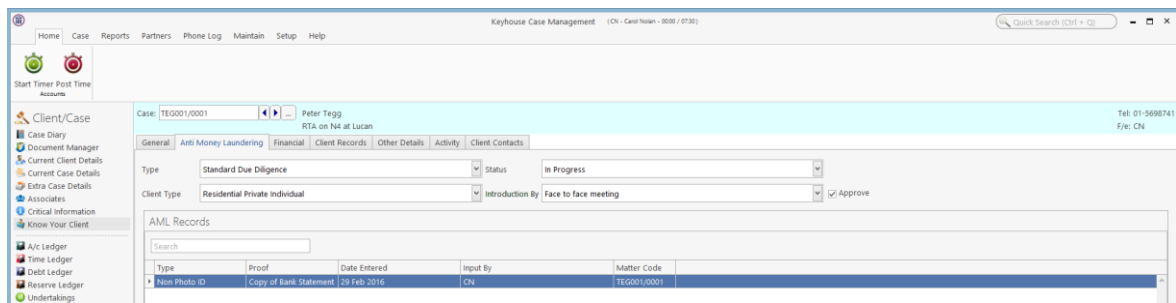 Keyhouse Case Management (CN - Carol Nolan - 00:00 / 07:30)
Quick Search (Ctrl + Q)
Home Case Reports Partners Phone Log Maintain Setup Help
Start Timer Post Time
Accounts
Client/Case
Case Diary
Document Manager
Current Client Details
Current Case Details
Extra Case Details
Associates
Critical Information
Know Your Client
A/c Ledger
Time Ledger
Debt Ledger
Reserve Ledger
Undertakings
Case: TEG001/0001 ... Peter Tegg Tel: 01-5698741
RTA on N4 at Lucan F/e: CN
General Anti Money Laundering Financial Client Records Other Details Activity Client Contacts
Type Standard Due Diligence Status In Progress
Client Type Residential Private Individual Introduction By Face to face meeting Approve
AML Records
Search
Type Proof Date Entered Input By Matter Code
Non Photo ID Copy of Bank Statement 29 Feb 2016 CN TEG001/0001